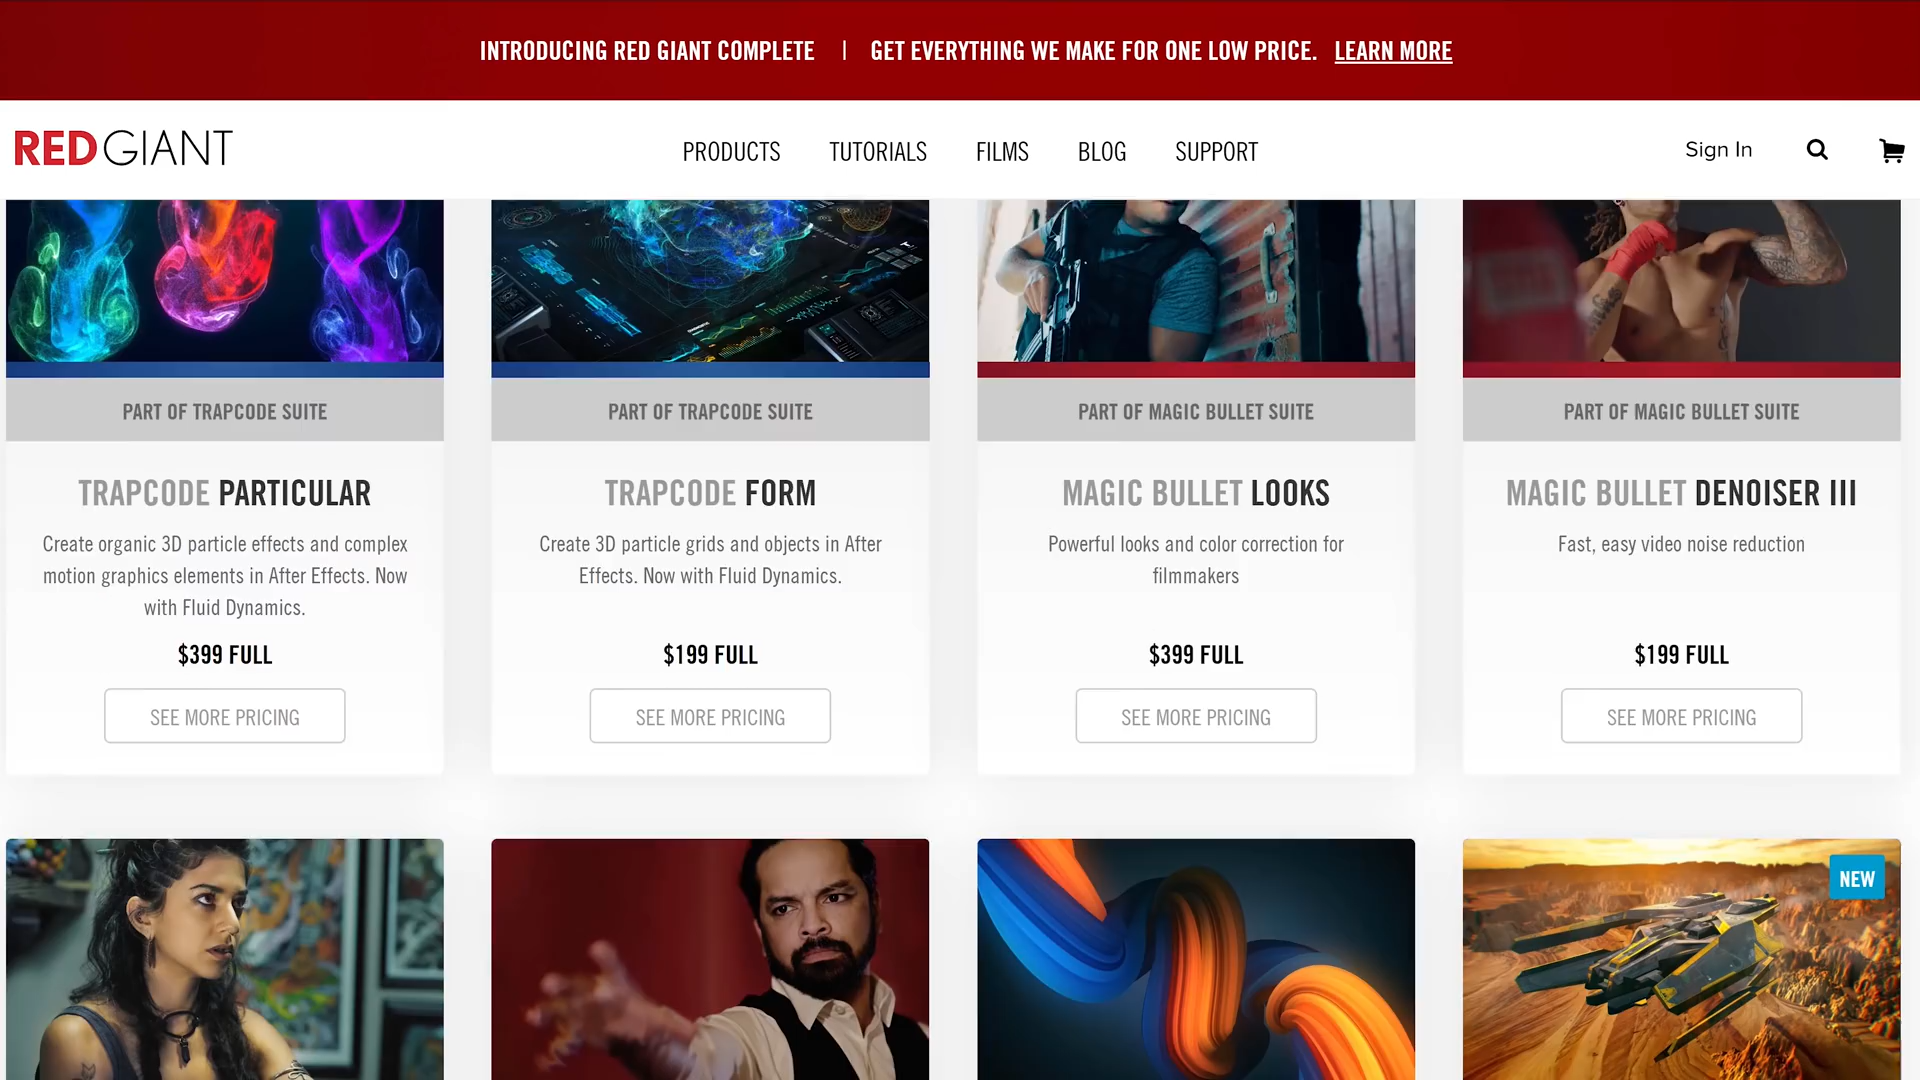 INTRODUCING RED GIANT COMPLETE | GET EVERYTHING WE MAKE FOR ONE LOW PRICE. LEARN MORE
RED GIANT
PRODUCTS
TUTORIALS
FILMS
BLOG
SUPPORT
Sign In
PART OF TRAPCODE SUITE
TRAPCODE PARTICULAR
Create organic 3D particle effects and complex
motion graphics elements in After Effects. Now
with Fluid Dynamics.
$399 FULL
SEE MORE PRICING
PART OF TRAPCODE SUITE
TRAPCODE FORM
Create 3D particle grids and objects in After
Effects. Now with Fluid Dynamics.
$199 FULL
SEE MORE PRICING
PART OF MAGIC BULLET SUITE
MAGIC BULLET LOOKS
Powerful looks and color correction for
filmmakers
$399 FULL
SEE MORE PRICING
PART OF MAGIC BULLET SUITE
MAGIC BULLET DENOISER III
Fast, easy video noise reduction
$199 FULL
SEE MORE PRICING
NEW